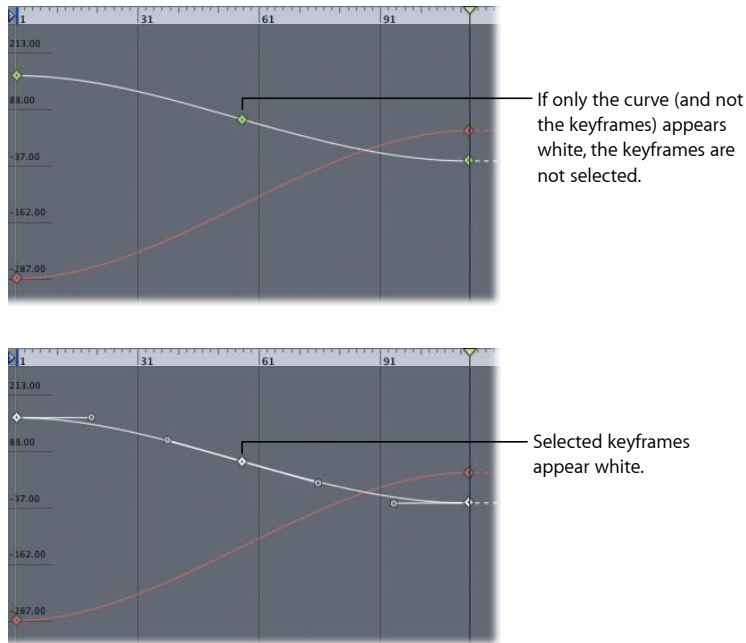 1 31 61 91
213.00
88.00
-37.00
-162.00
-287.00
If only the curve (and not
the keyframes) appears
white, the keyframes are
not selected.
1 31 61 91
213.00
88.00
-37.00
-162.00
-287.00
Selected keyframes
appear white.